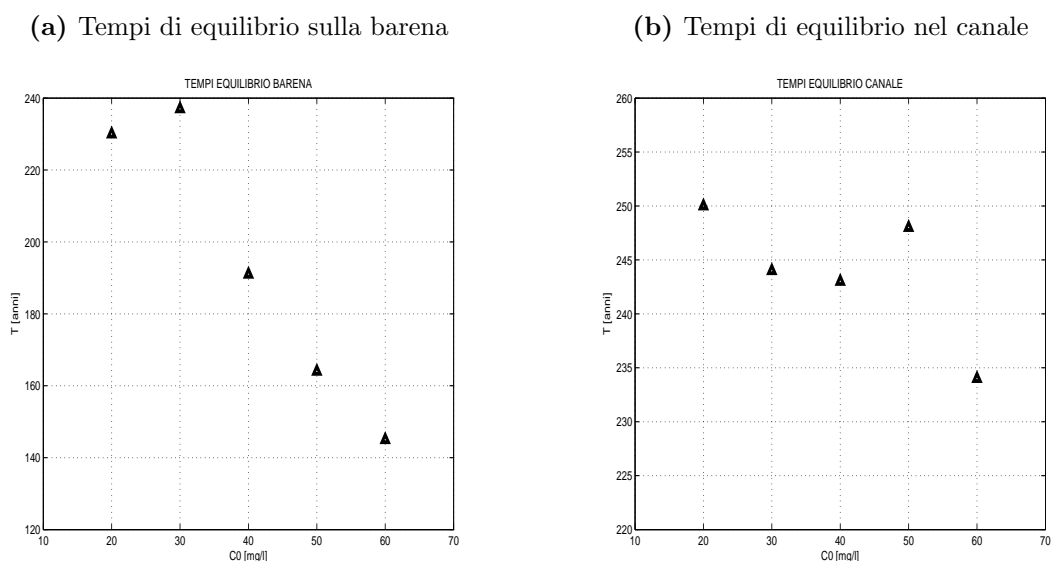 (a) Tempi di equilibrio sulla barena
(b) Tempi di equilibrio nel canale
TEMPI EQUILIBRIO BARENA
240
220
200
180
160
140
120
T [anni]
10 20 30 40 50 60 70
C0 [mg/l]
TEMPI EQUILIBRIO CANALE
260
255
250
245
240
235
230
225
220
T [anni]
10 20 30 40 50 60 70
C0 [mg/l]